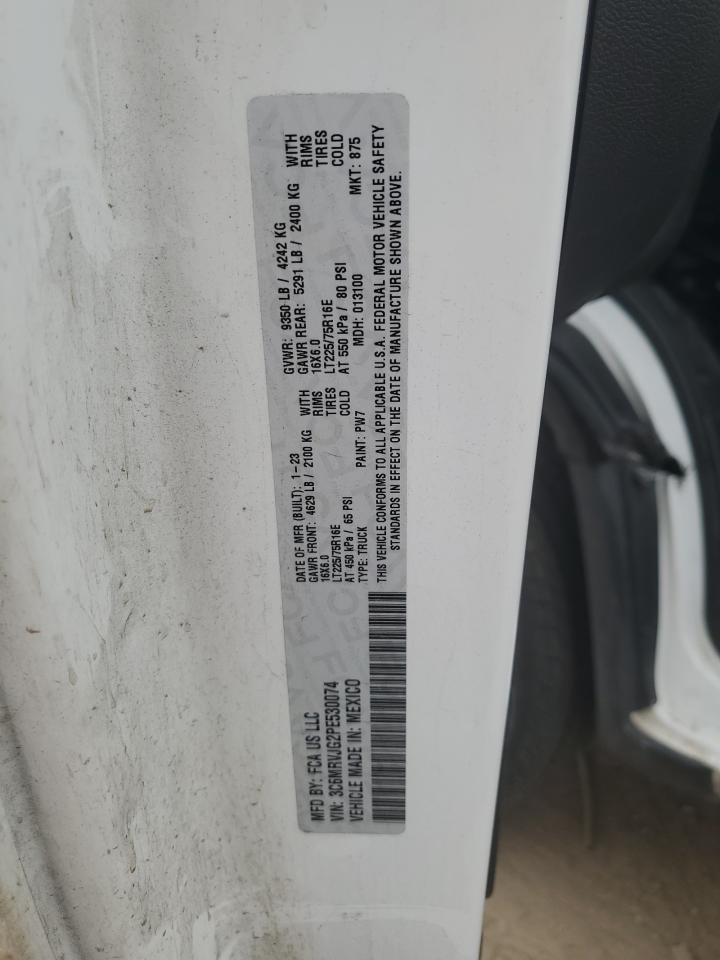 MFD BY: FCA US LLC
VIN: 3C6MRVJG2PE530074
VEHICLE MADE IN: MEXICO
DATE OF MFR (BUILT): 1-23 GVWR: 9350 LB / 4242 KG
GAWR FRONT: 4629 LB / 2100 KG WITH GAWR REAR: 5291 LB / 2400 KG WITH
16X6.0 RIMS 16X6.0 RIMS
LT225/75R16E TIRES LT225/75R16E TIRES
AT 450 kPa / 65 PSI COLD AT 550 kPa / 80 PSI COLD
TYPE: TRUCK PAINT: PW7 MDH: 013100 MKT: 875
THIS VEHICLE CONFORMS TO ALL APPLICABLE U.S.A. FEDERAL MOTOR VEHICLE SAFETY
STANDARDS IN EFFECT ON THE DATE OF MANUFACTURE SHOWN ABOVE.